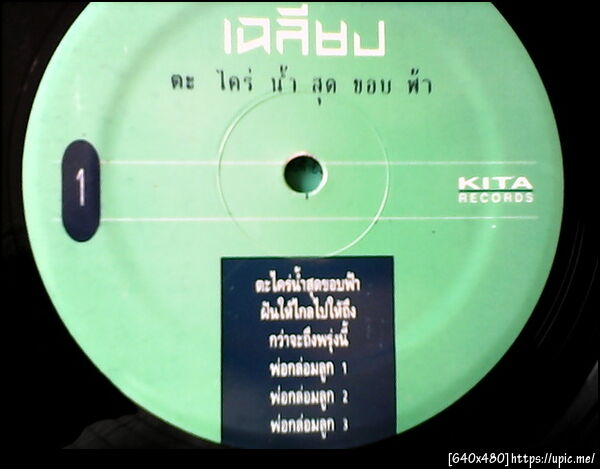 เฉลียง
ตะ ไคร่ น้ำ สุด ขอบ ฟ้า
1
KITA
RECORDS
ตะไคร่น้ำสุดขอบฟ้า
ฝันให้ไกลไปให้ถึง
กว่าจะถึงพรุ่งนี้
พ่อกล่อมลูก 1
พ่อกล่อมลูก 2
พ่อกล่อมลูก 3
[640x480]https://upic.me/